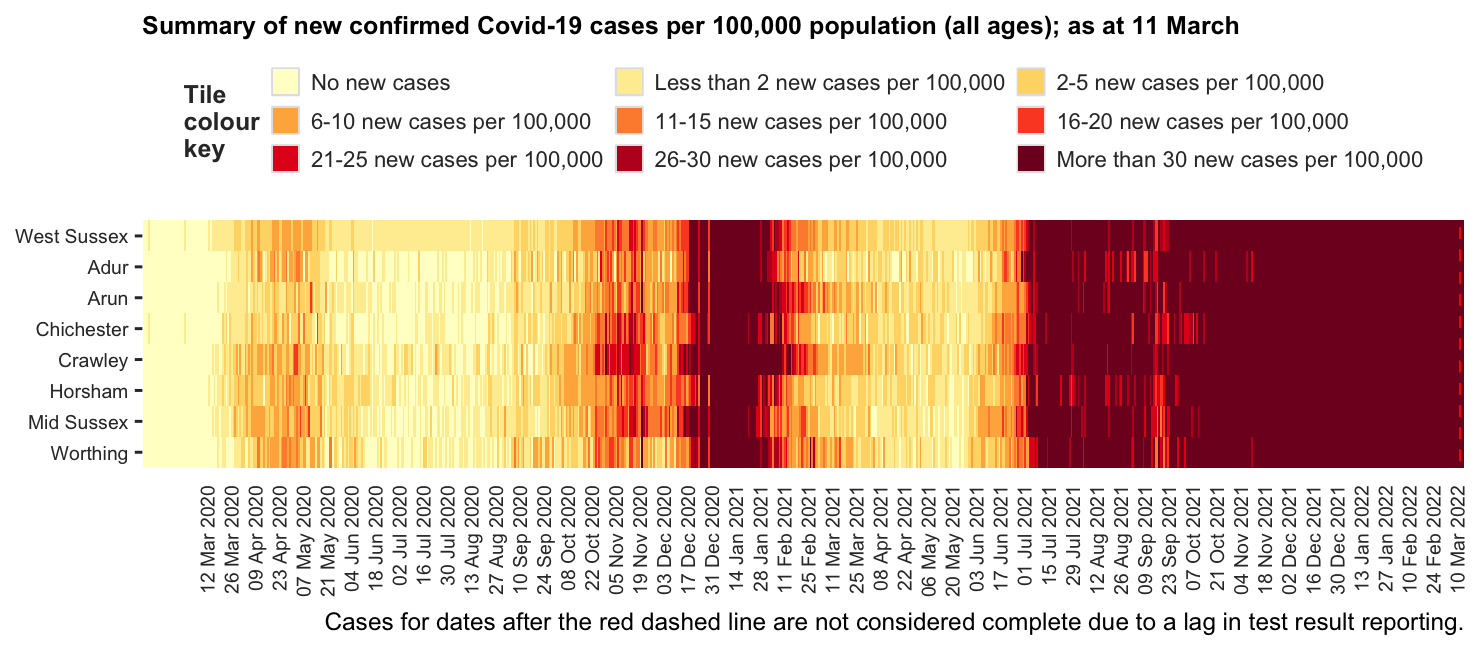 Summary of new confirmed Covid-19 cases per 100,000 population (all ages); as at 11 March
Tile
colour
key
No new cases
Less than 2 new cases per 100,000
2-5 new cases per 100,000
6-10 new cases per 100,000
11-15 new cases per 100,000
16-20 new cases per 100,000
21-25 new cases per 100,000
26-30 new cases per 100,000
More than 30 new cases per 100,000
West Sussex
Adur
Arun
Chichester
Crawley
Horsham
Mid Sussex
Worthing
12 Mar 2020
26 Mar 2020
09 Apr 2020
23 Apr 2020
07 May 2020
21 May 2020
04 Jun 2020
18 Jun 2020
02 Jul 2020
16 Jul 2020
30 Jul 2020
13 Aug 2020
27 Aug 2020
10 Sep 2020
24 Sep 2020
08 Oct 2020
22 Oct 2020
05 Nov 2020
19 Nov 2020
03 Dec 2020
17 Dec 2020
31 Dec 2020
14 Jan 2021
28 Jan 2021
11 Feb 2021
25 Feb 2021
11 Mar 2021
25 Mar 2021
08 Apr 2021
22 Apr 2021
06 May 2021
20 May 2021
03 Jun 2021
17 Jun 2021
01 Jul 2021
15 Jul 2021
29 Jul 2021
12 Aug 2021
26 Aug 2021
09 Sep 2021
23 Sep 2021
07 Oct 2021
21 Oct 2021
04 Nov 2021
18 Nov 2021
02 Dec 2021
16 Dec 2021
30 Dec 2021
13 Jan 2022
27 Jan 2022
10 Feb 2022
24 Feb 2022
10 Mar 2022
Cases for dates after the red dashed line are not considered complete due to a lag in test result reporting.